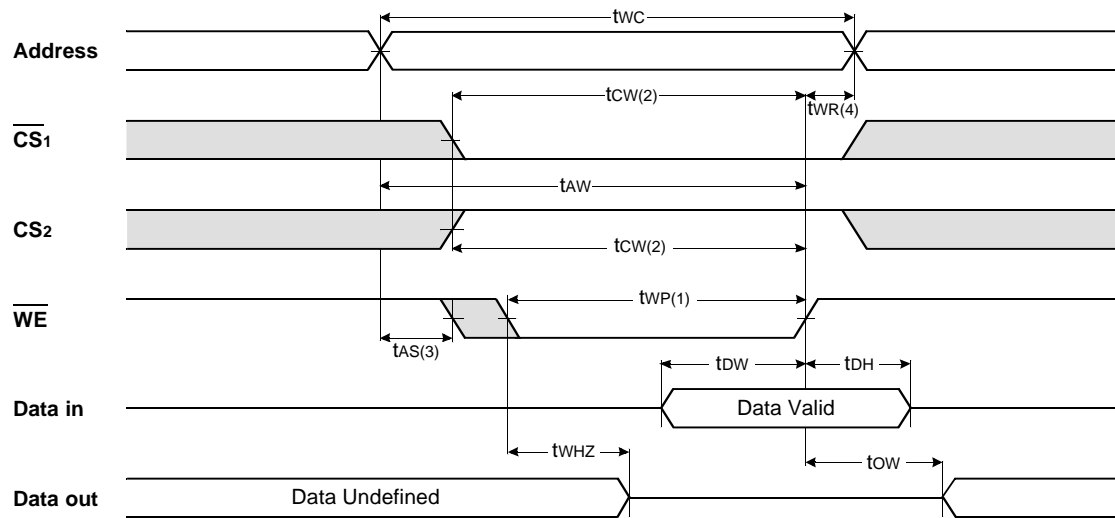 tWC
Address
tCW(2)
tWR(4)
CS1
tAW
CS2
tCW(2)
tWP(1)
WE
tAS(3)
tDW
tDH
Data in
Data Valid
tWHZ
tOW
Data out
Data Undefined